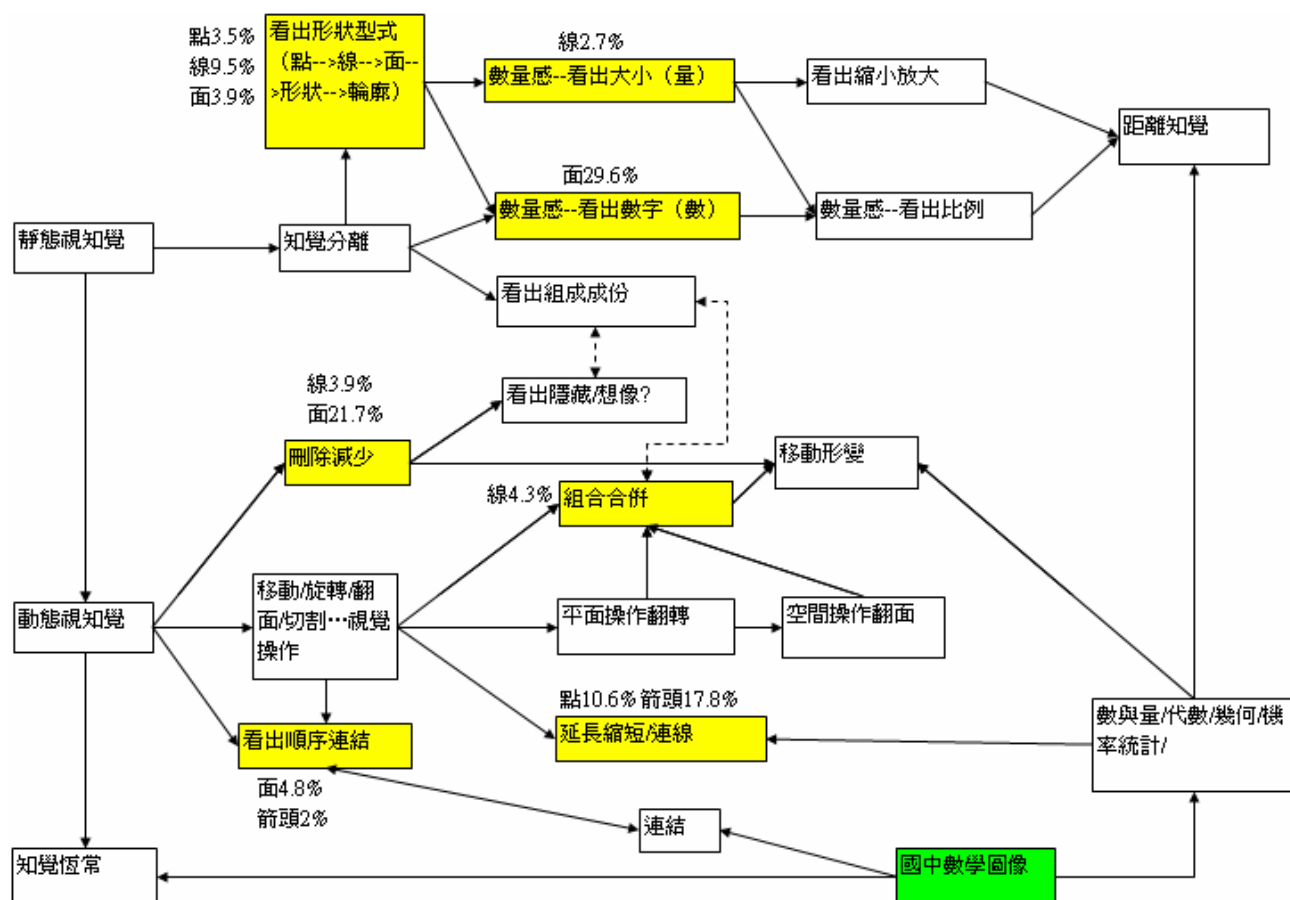 點3.5%
線9.5%
面3.9%
看出形狀型式
（點-->線-->面--
>形狀-->輪廓）
線2.7%
數量感--看出大小（量）
看出縮小放大
距離知覺
面29.6%
數量感--看出數字（數）
數量感--看出比例
靜態視知覺
知覺分離
看出組成成份
線3.9%
面21.7%
看出隱藏/想像?
刪除減少
移動形變
線4.3%
組合合併
動態視知覺
移動/旋轉/翻
面/切割…視覺
操作
平面操作翻轉
空間操作翻面
點10.6% 箭頭17.8%
延長縮短/連線
看出順序連結
面4.8%
箭頭2%
數與量/代數/幾何/機
率統計/
連結
知覺恆常
國中數學圖像